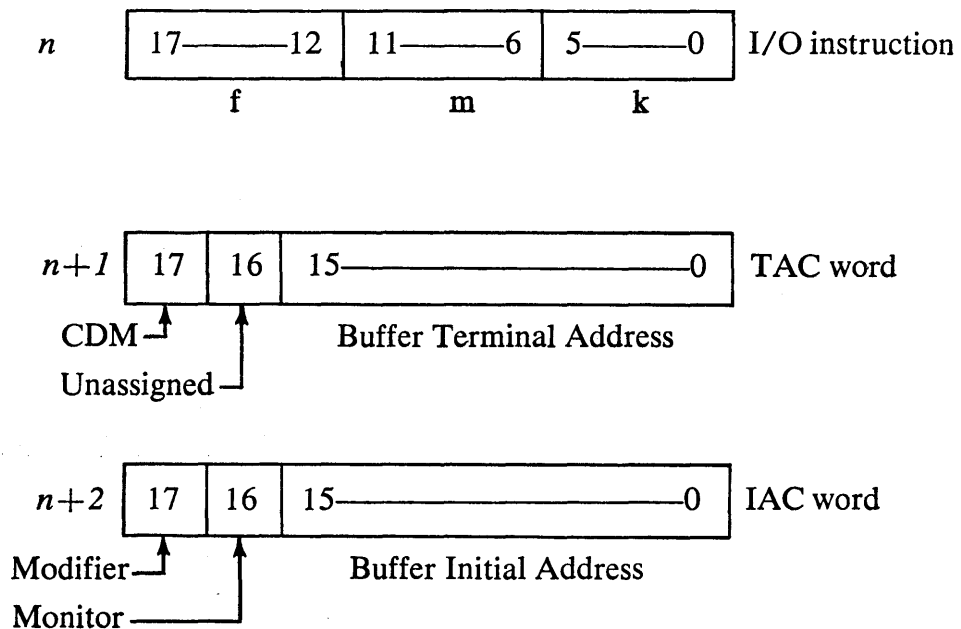 n 17 12 11 6 5 0 I/O instruction
f m k
n+1 17 16 15 0 TAC word
CDM Buffer Terminal Address
Unassigned
n+2 17 16 15 0 IAC word
Modifier Buffer Initial Address
Monitor